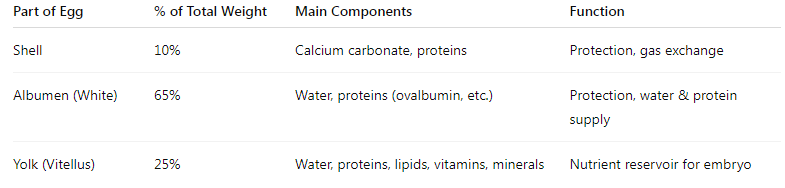 Part of Egg % of Total Weight Main Components Function
Shell 10% Calcium carbonate, proteins Protection, gas exchange
Albumen (White) 65% Water, proteins (ovalbumin, etc.) Protection, water & protein
supply
Yolk (Vitellus) 25% Water, proteins, lipids, vitamins, minerals Nutrient reservoir for embryo